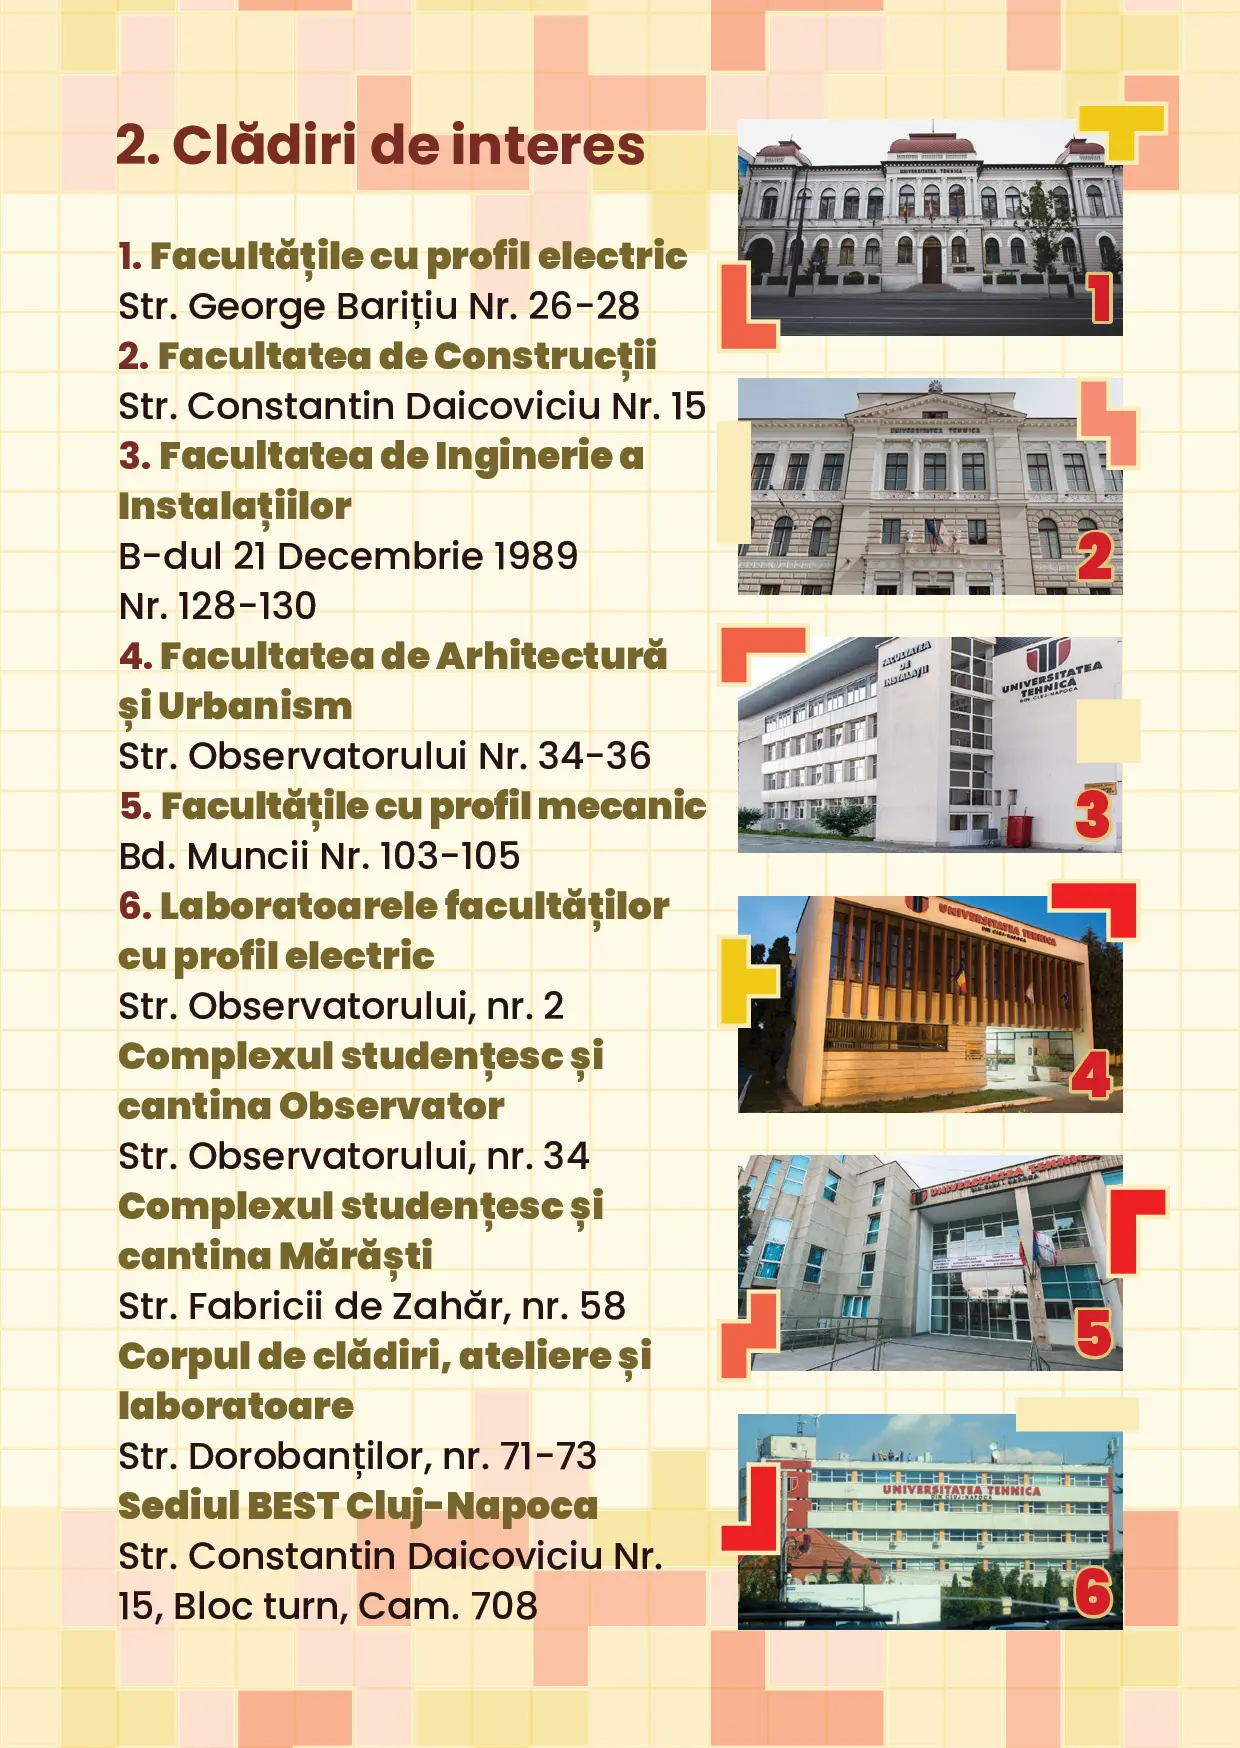 2. Clădiri de interes
1. Facultățile cu profil electric
Str. George Barițiu Nr. 26-28
2. Facultatea de Construcții
Str. Constantin Daicoviciu Nr. 15
3. Facultatea de Inginerie a
Instalațiilor
B-dul 21 Decembrie 1989
Nr. 128-130
4. Facultatea de Arhitectură
și Urbanism
Str. Observatorului Nr. 34-36
5. Facultățile cu profil mecanic
Bd. Muncii Nr. 103-105
6. Laboratoarele facultăților
cu profil electric
Str. Observatorului, nr. 2
Complexul studențesc și
cantina Observator
Str. Observatorului, nr. 34
Complexul studențesc și
cantina Mărăști
Str. Fabricii de Zahăr, nr. 58
Corpul de clădiri, ateliere și
laboratoare
Str. Dorobanților, nr. 71-73
Sediul BEST Cluj-Napoca
Str. Constantin Daicoviciu Nr.
15, Bloc turn, Cam. 708
UNIVERSITATEA TEHNICA
1
UNIVERSITATEA TEHNICA
2
FACULTATEA
DE
INSTALAȚII
UNIVERSITATEA
TEHNICĂ
DIN CLUJ-NAPOCA
3
UNIVERSITATEA TEHNICA
DIN CLUJ-NAPOCA
4
UNIVERSITATEA TEHNICA
DIN CLUJ-NAPOCA
5
UNIVERSITATEA TEHNICA
DIN CLUJ-NAPOCA
6